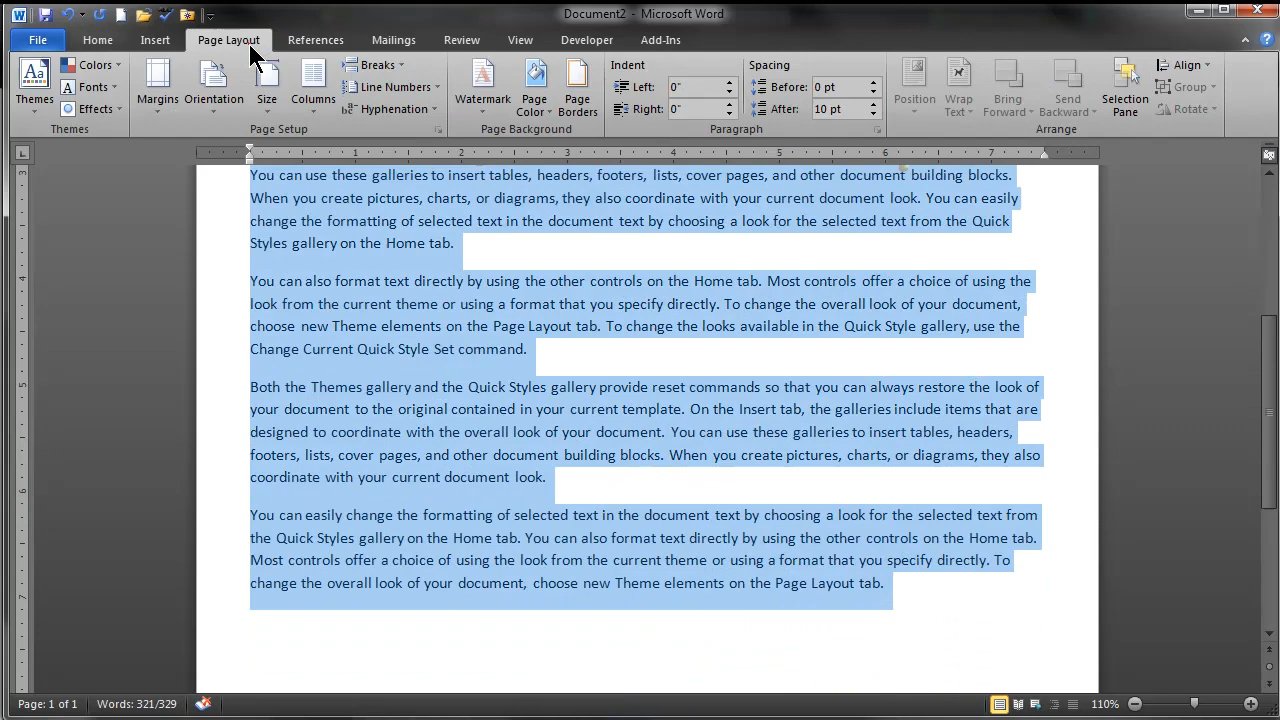 Document2 - Microsoft Word
File Home Insert Page Layout References Mailings Review View Developer Add-Ins
Themes Colors Fonts Effects Margins Orientation Size Columns Breaks Line Numbers Hyphenation Watermark Page Color Page Borders Indent Left: 0" Right: 0" Spacing Before: 0 pt After: 10 pt Position Wrap Text Bring Forward Send Backward Selection Pane Align Group Rotate
Themes Page Setup Page Background Paragraph Arrange
1 2 3 4 5 6 7
3
4
5
6
7
You can use these galleries to insert tables, headers, footers, lists, cover pages, and other document building blocks.
When you create pictures, charts, or diagrams, they also coordinate with your current document look. You can easily
change the formatting of selected text in the document text by choosing a look for the selected text from the Quick
Styles gallery on the Home tab.
You can also format text directly by using the other controls on the Home tab. Most controls offer a choice of using the
look from the current theme or using a format that you specify directly. To change the overall look of your document,
choose new Theme elements on the Page Layout tab. To change the looks available in the Quick Style gallery, use the
Change Current Quick Style Set command.
Both the Themes gallery and the Quick Styles gallery provide reset commands so that you can always restore the look of
your document to the original contained in your current template. On the Insert tab, the galleries include items that are
designed to coordinate with the overall look of your document. You can use these galleries to insert tables, headers,
footers, lists, cover pages, and other document building blocks. When you create pictures, charts, or diagrams, they also
coordinate with your current document look.
You can easily change the formatting of selected text in the document text by choosing a look for the selected text from
the Quick Styles gallery on the Home tab. You can also format text directly by using the other controls on the Home tab.
Most controls offer a choice of using the look from the current theme or using a format that you specify directly. To
change the overall look of your document, choose new Theme elements on the Page Layout tab.
Page: 1 of 1 Words: 321/329 110%